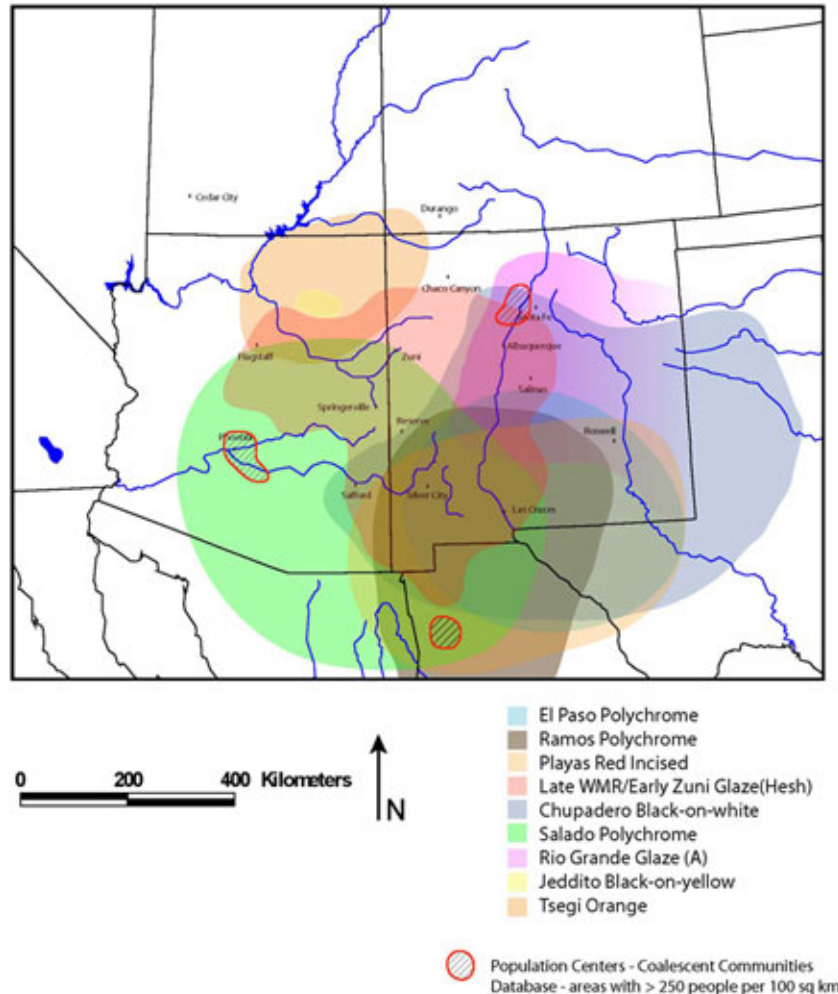 Cedar City
Durango
Chaco Canyon
Santa Fe
Flagstaff
Zuni
Albuquerque
Salinas
Springerville
Reserve
Roswell
Phoenix
Safford
Silver City
Las Cruces
El Paso Polychrome
Ramos Polychrome
Playas Red Incised
Late WMR/Early Zuni Glaze(Hesh)
Chupadero Black-on-white
Salado Polychrome
Rio Grande Glaze (A)
Jeddito Black-on-yellow
Tsegi Orange
0 200 400 Kilometers
N
Population Centers - Coalescent Communities
Database - areas with > 250 people per 100 sq km